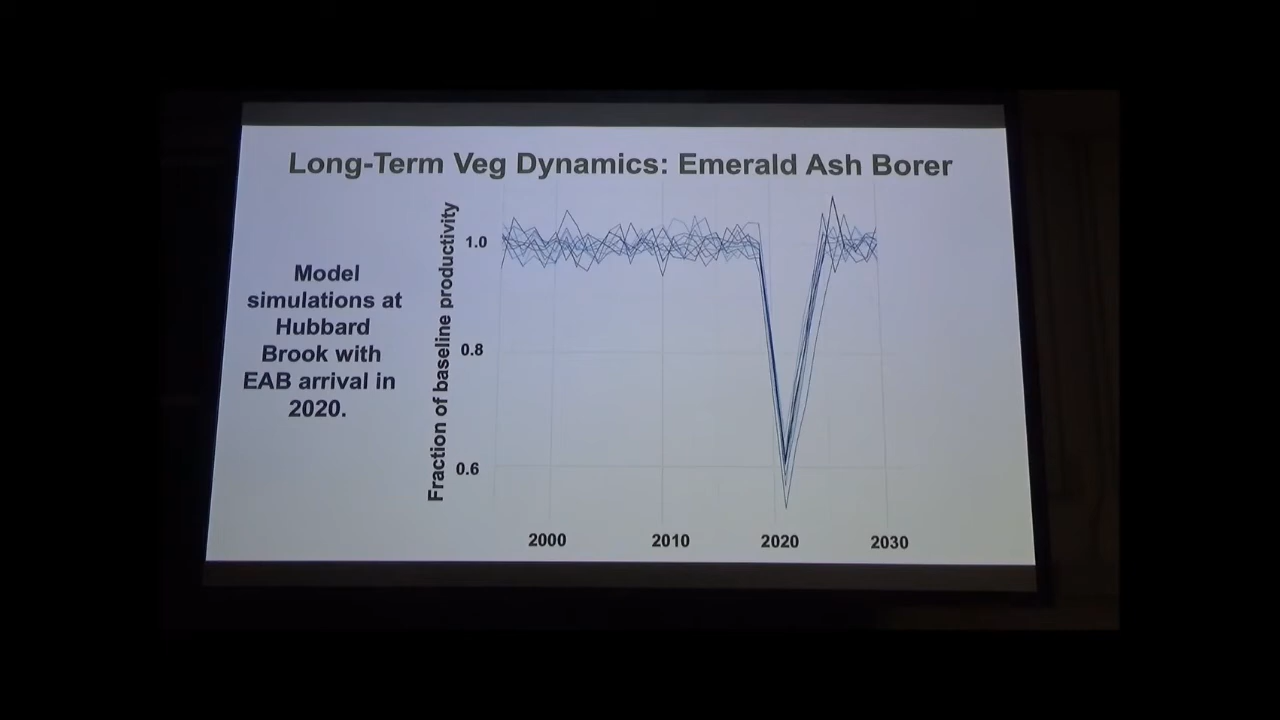 Long-Term Veg Dynamics: Emerald Ash Borer
Model
simulations at
Hubbard
Brook with
EAB arrival in
2020.
Fraction of baseline productivity
1.0
0.8
0.6
2000
2010
2020
2030